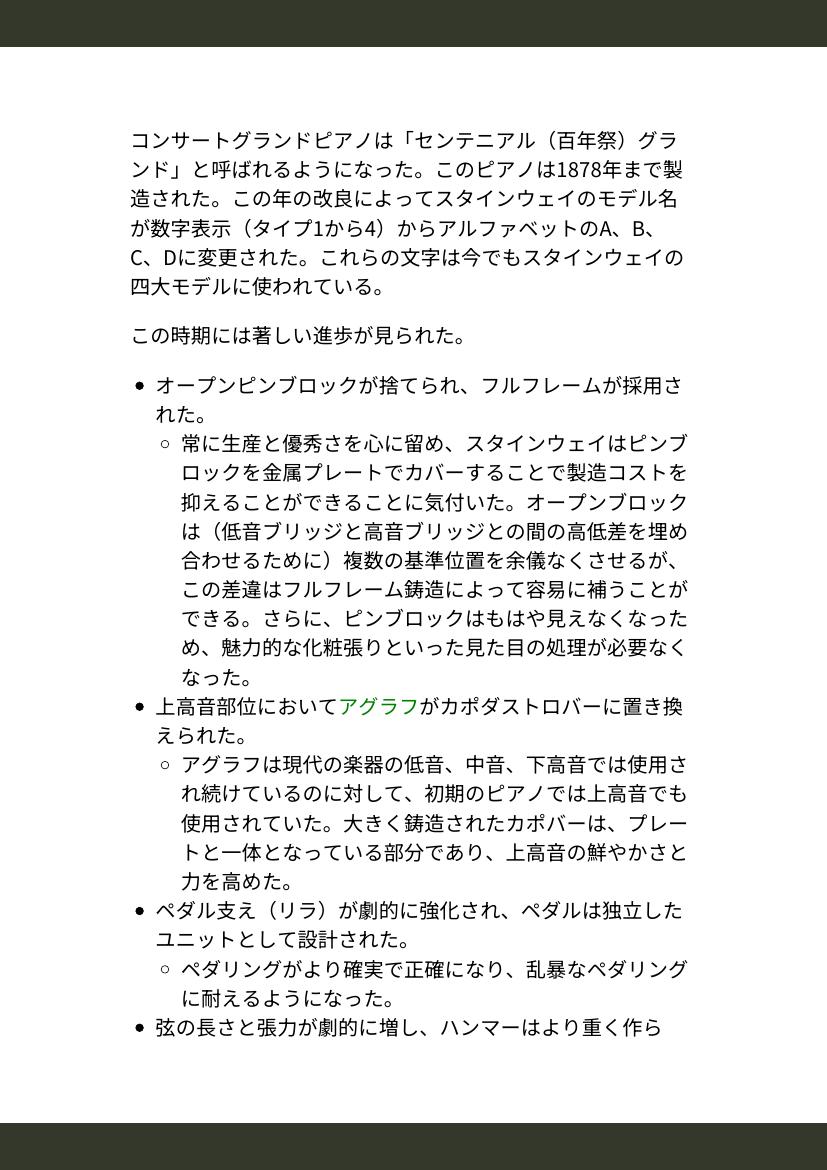 コンサートグランドピアノは「センテニアル（百年祭）グラ
ンド」と呼ばれるようになった。このピアノは1878年まで製
造された。この年の改良によってスタインウェイのモデル名
が数字表示（タイプ1から4）からアルファベットのA、B、
C、Dに変更された。これらの文字は今でもスタインウェイの
四大モデルに使われている。
この時期には著しい進歩が見られた。
• オープンピンブロックが捨てられ、フルフレームが採用さ
れた。
◦ 常に生産と優秀さを心に留め、スタインウェイはピンブ
ロックを金属プレートでカバーすることで製造コストを
抑えることができることに気付いた。オープンブロック
は（低音ブリッジと高音ブリッジとの間の高低差を埋め
合わせるために）複数の基準位置を余儀なくさせるが、
この差違はフルフレーム鋳造によって容易に補うことが
できる。さらに、ピンブロックはもはや見えなくなった
め、魅力的な化粧張りといった見た目の処理が必要なく
なった。
• 上高音部位においてアグラフがカポダストロバーに置き換
えられた。
◦ アグラフは現代の楽器の低音、中音、下高音では使用さ
れ続けているのに対して、初期のピアノでは上高音でも
使用されていた。大きく鋳造されたカポバーは、プレー
トと一体となっている部分であり、上高音の鮮やかさと
力を高めた。
• ペダル支え（リラ）が劇的に強化され、ペダルは独立した
ユニットとして設計された。
◦ ペダリングがより確実で正確になり、乱暴なペダリング
に耐えるようになった。
• 弦の長さと張力が劇的に増し、ハンマーはより重く作ら